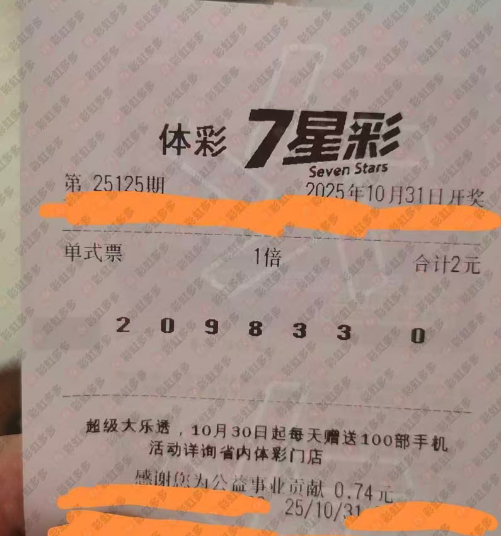 体彩 7星彩
Seven Stars
第 25125期 2025年10月31日开奖
单式票 1倍 合计2元
2 0 9 8 3 3 0
超级大乐透，10月30日起每天赠送100部手机
活动详询省内体彩门店
感谢您为公益事业贡献 0.74元
25/10/31